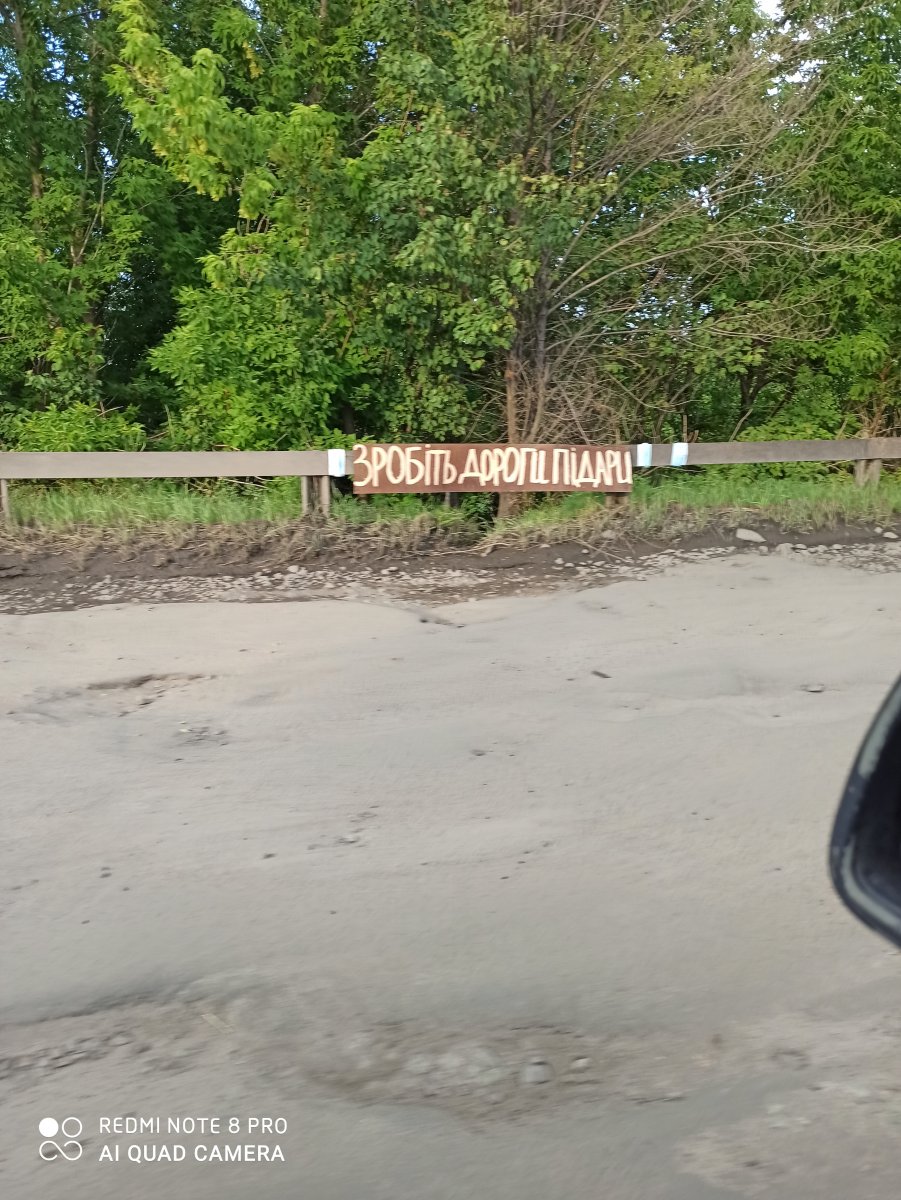 ЗРОБІТЬ ДОРОГИ ПІДАРИ
REDMI NOTE 8 PRO
AI QUAD CAMERA